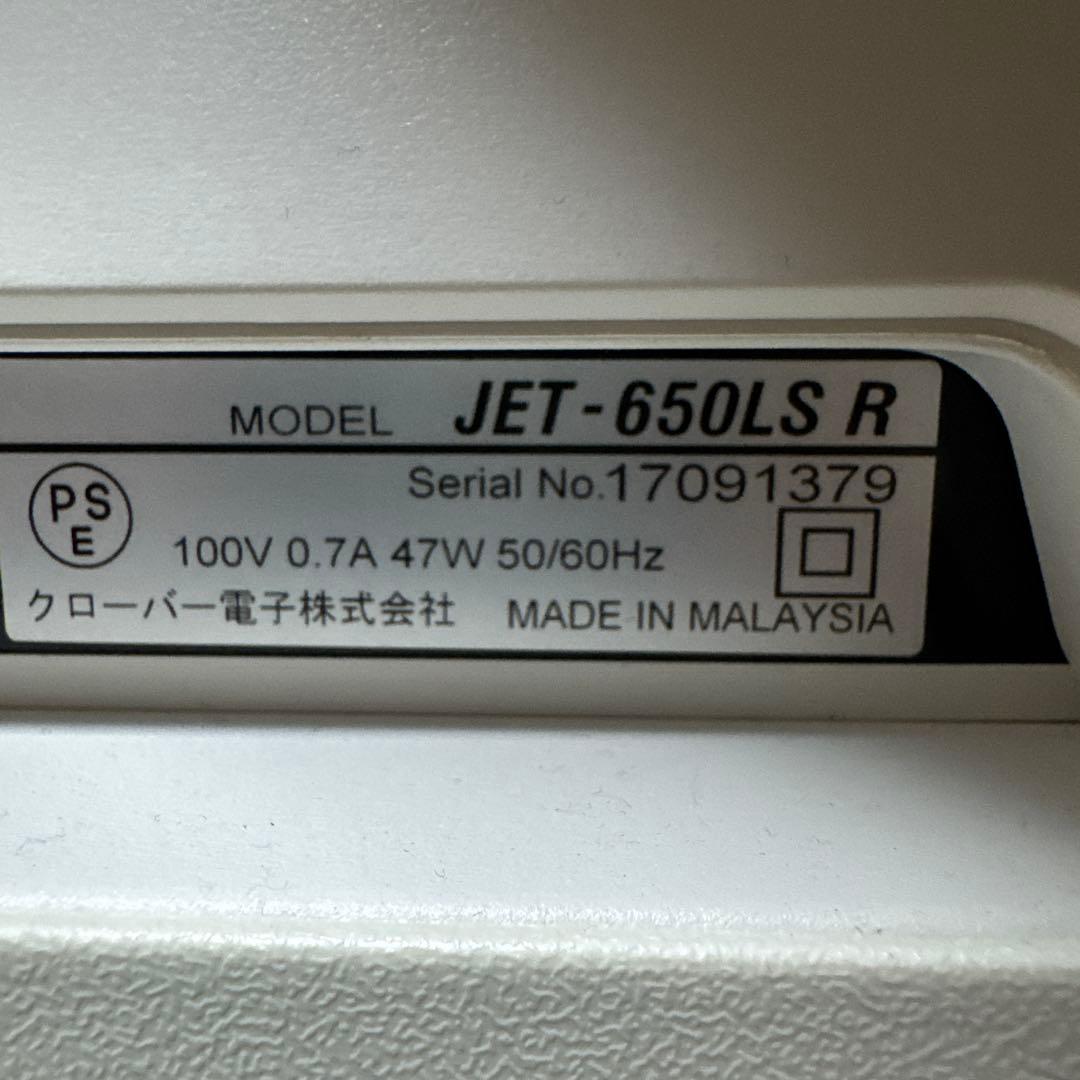 MODEL JET-650LS R
Serial No.17091379
PS
E
100V 0.7A 47W 50/60Hz
クローバー電子株式会社 MADE IN MALAYSIA